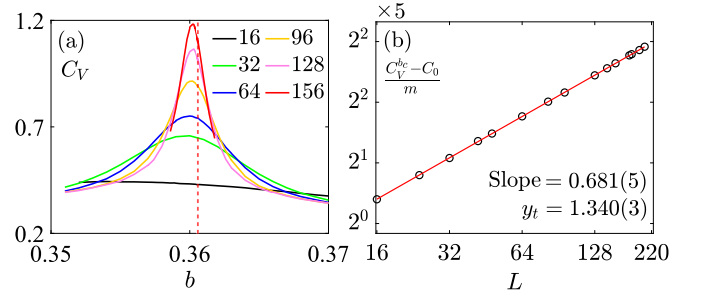 (a)
C_V
1.2
0.7
0.2
0.35
0.36
0.37
b
16
96
32
128
64
156
×5
(b)
\frac{C_V^{b_c}-C_0}{m}
2^2
2^2
2^1
2^0
Slope = 0.681(5)
y_t = 1.340(3)
16
32
64
128
220
L